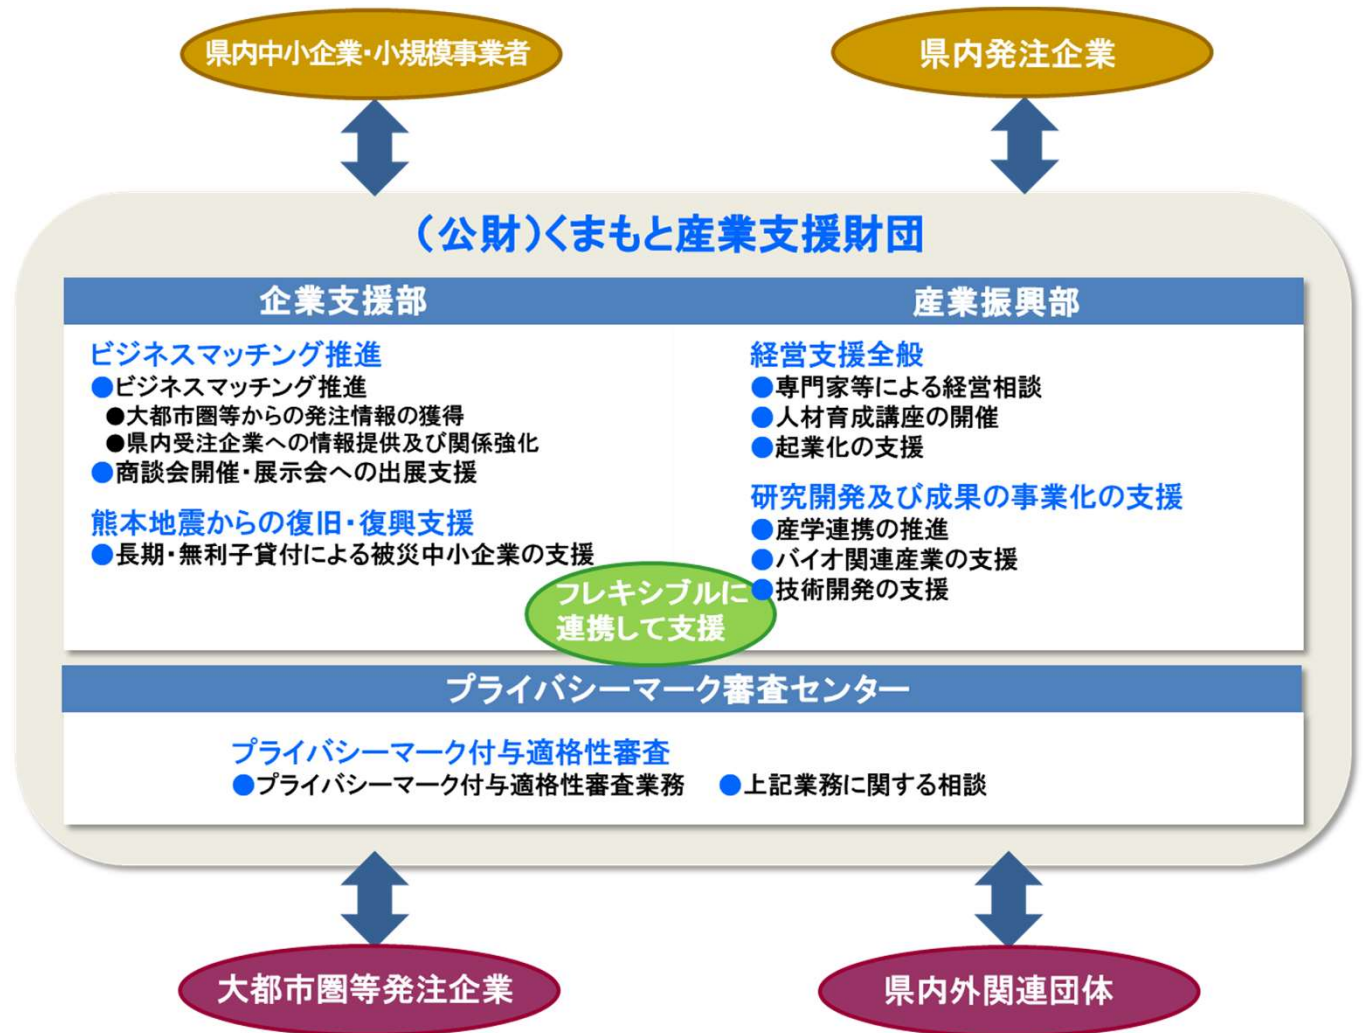 県内中小企業・小規模事業者
県内発注企業
（公財）くまもと産業支援財団
企業支援部
ビジネスマッチング推進
●ビジネスマッチング推進
●大都市圏等からの発注情報の獲得
●県内受注企業への情報提供及び関係強化
●商談会開催・展示会への出展支援
熊本地震からの復旧・復興支援
●長期・無利子貸付による被災中小企業の支援
産業振興部
経営支援全般
●専門家等による経営相談
●人材育成講座の開催
●起業化の支援
研究開発及び成果の事業化の支援
●産学連携の推進
●バイオ関連産業の支援
●技術開発の支援
フレキシブルに
連携して支援
プライバシーマーク審査センター
プライバシーマーク付与適格性審査
●プライバシーマーク付与適格性審査業務 ●上記業務に関する相談
大都市圏等発注企業
県内外関連団体